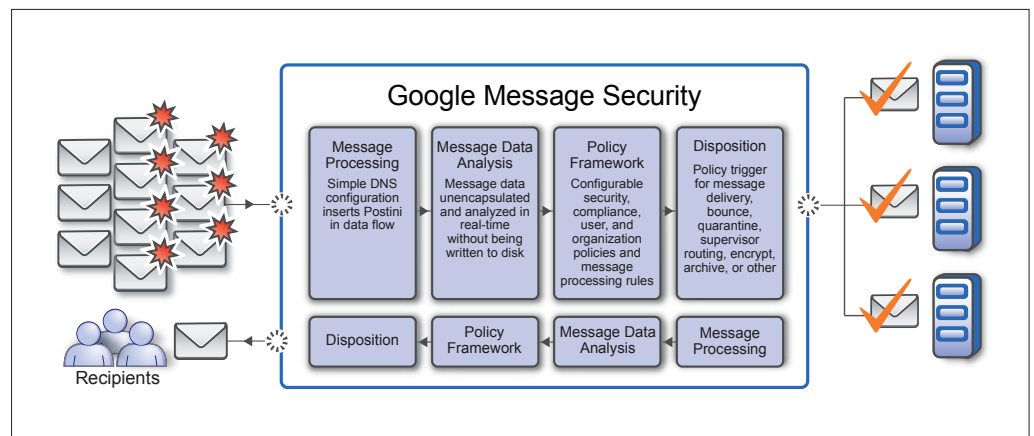 Google Message Security
Message
Processing
Simple DNS
configuration
inserts Postini
in data flow
Message Data
Analysis
Message data
unencapsulated
and analyzed in
real-time
without being
written to disk
Policy
Framework
Configurable
security,
compliance,
user, and
organization
policies and
message
processing rules
Disposition
Policy trigger
for message
delivery,
bounce,
quarantine,
supervisor
routing, encrypt,
archive, or other
Disposition
Policy
Framework
Message Data
Analysis
Message
Processing
Recipients